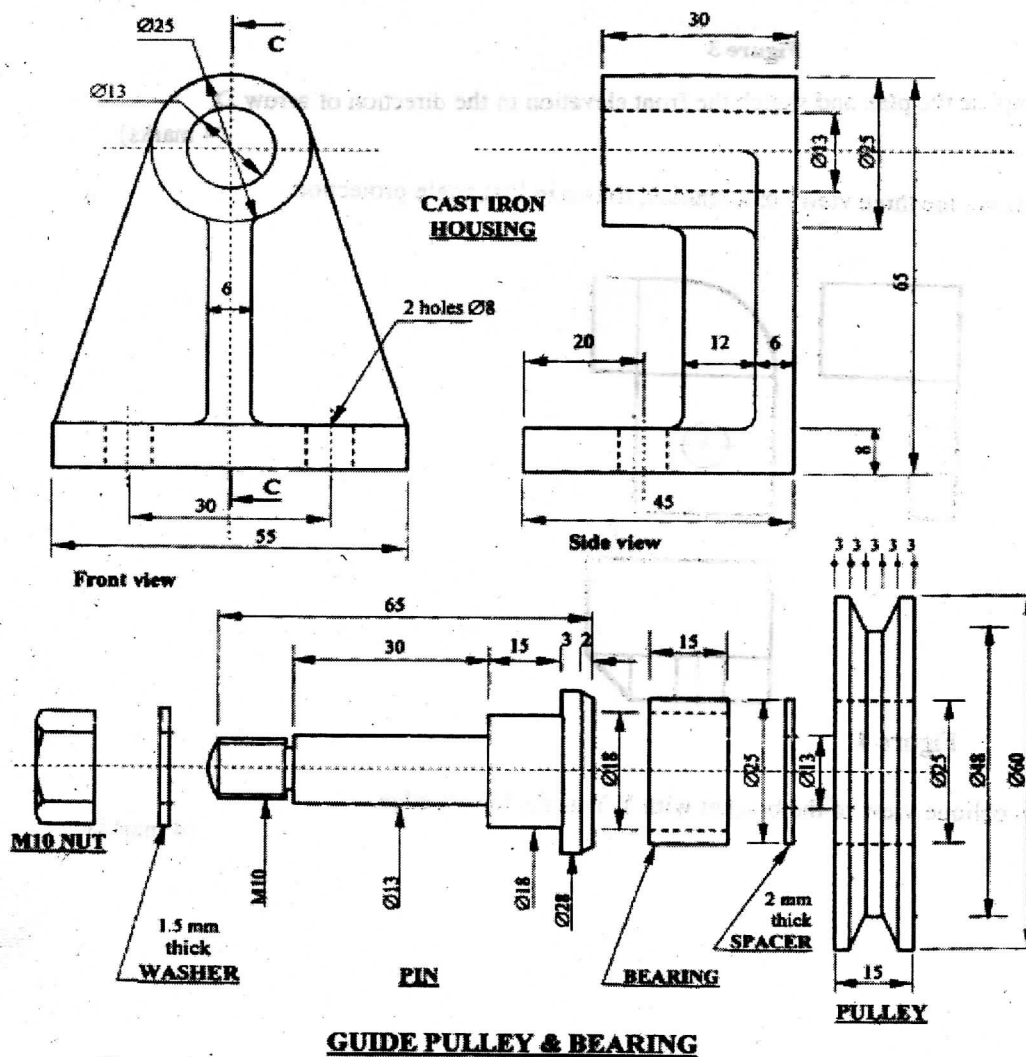 Ø25
C
Ø13
6
2 holes Ø8
C
30
55
Front view
CAST IRON
HOUSING
30
Ø13
Ø25
65
20
12
6
8
45
Side view
65
30
15
3
2
15
3 3 3 3 3
Ø18
Ø25
Ø13
Ø25
Ø48
Ø60
M10 NUT
M10
Ø13
Ø18
Ø28
1.5 mm
thick
WASHER
PIN
BEARING
2 mm
thick
SPACER
15
PULLEY
GUIDE PULLEY & BEARING